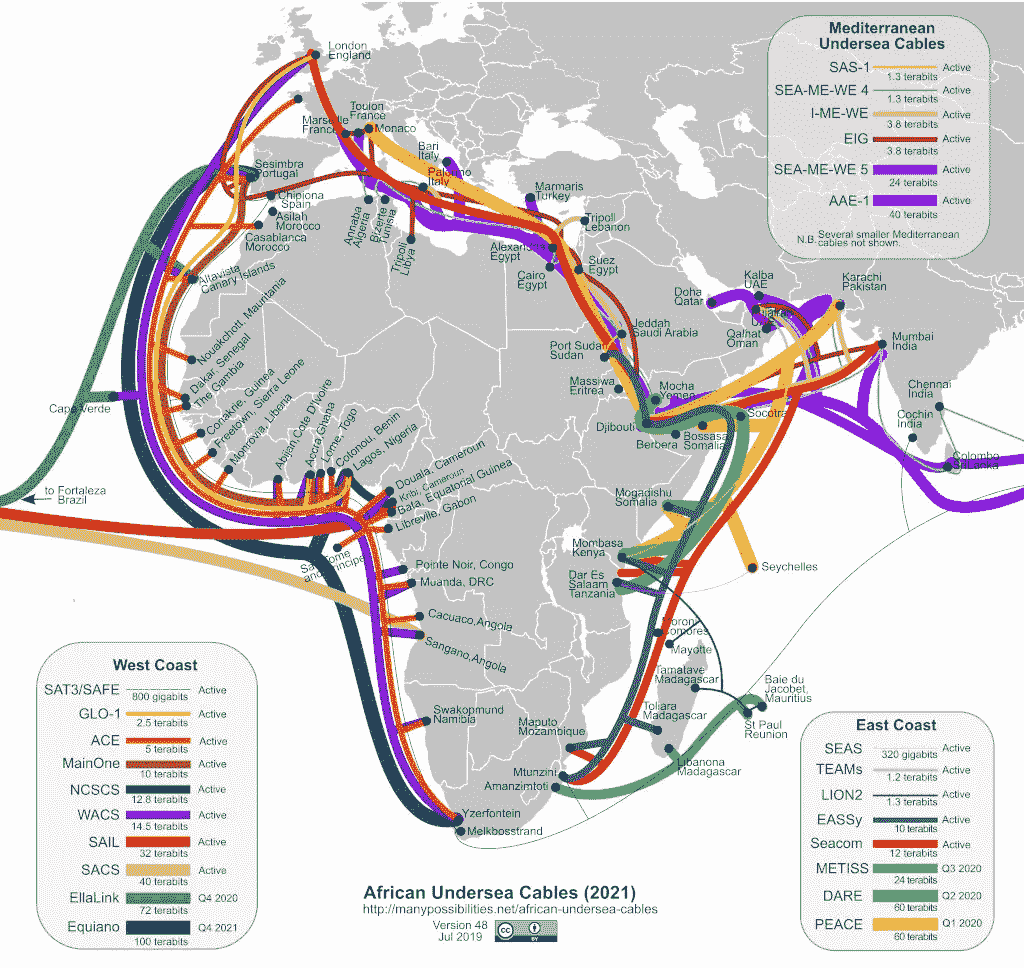 London
England
Toulon
France
Marseille
France
Monaco
Bari
Italy
Palermo
Italy
Sesimbra
Portugal
Chipiona
Spain
Asilah
Morocco
Casablanca
Morocco
Annaba
Algeria
Bizerte
Tunisia
Tripoli
Libya
Marmaris
Turkey
Tripoli
Lebanon
Alexandria
Egypt
Cairo
Egypt
Suez
Egypt
Altavista
Canary Islands
Nouakchott, Mauritania
Dakar, Senegal
The Gambia
Conakrie, Guinea
Freetown, Sierra Leone
Monrovia, Liberia
Abijan, Cote D'Ivore
Accra Ghana
Lome, Togo
Cotonou, Benin
Lagos, Nigeria
Douala, Cameroun
Kribi, Cameroun
Bata, Equatorial Guinea
Libreville, Gabon
Cape Verde
to Fortaleza
Brazil
Sao Tome
and Principe
Pointe Noir, Congo
Muanda, DRC
Cacuaco, Angola
Sangano, Angola
Swakopmund
Namibia
Yzerfontein
Melkbosstrand
Doha
Qatar
Kalba
UAE
Fujairah
UAE
Qalhat
Oman
Karachi
Pakistan
Mumbai
India
Chennai
India
Cochin
India
Colombo
Sri Lanka
Jeddah
Saudi Arabia
Port Sudan
Sudan
Massiwa
Eritrea
Mocha
Yemen
Djibouti
Berbera
Bossaso
Somalia
Socotra
Mogadishu
Somalia
Mombasa
Kenya
Dar Es
Salaam
Tanzania
Seychelles
Moroni
Comores
Mayotte
Tamatave
Madagascar
Toliara
Madagascar
Baie du
Jacobet,
Mauritius
St Paul
Reunion
Libanona
Madagascar
Maputo
Mozambique
Mtunzini
Amanzimtoti
Mediterranean
Undersea Cables
SAS-1 Active
1.3 terabits
SEA-ME-WE 4 Active
1.3 terabits
I-ME-WE Active
3.8 terabits
EIG Active
3.8 terabits
SEA-ME-WE 5 Active
24 terabits
AAE-1 Active
40 terabits
N.B. Several smaller Mediterranean
cables not shown.
West Coast
SAT3/SAFE Active
800 gigabits
GLO-1 Active
2.5 terabits
ACE Active
5 terabits
MainOne Active
10 terabits
NCSCS Active
12.8 terabits
WACS Active
14.5 terabits
SAIL Active
32 terabits
SACS Active
40 terabits
EllaLink Q4 2020
72 terabits
Equiano Q4 2021
100 terabits
East Coast
SEAS Active
320 gigabits
TEAMs Active
1.2 terabits
LION2 Active
1.3 terabits
EASSy Active
10 terabits
Seacom Active
12 terabits
METISS Q3 2020
24 terabits
DARE Q2 2020
60 terabits
PEACE Q1 2020
60 terabits
African Undersea Cables (2021)
http://manypossibilities.net/african-undersea-cables
Version 48
Jul 2019
cc
BY